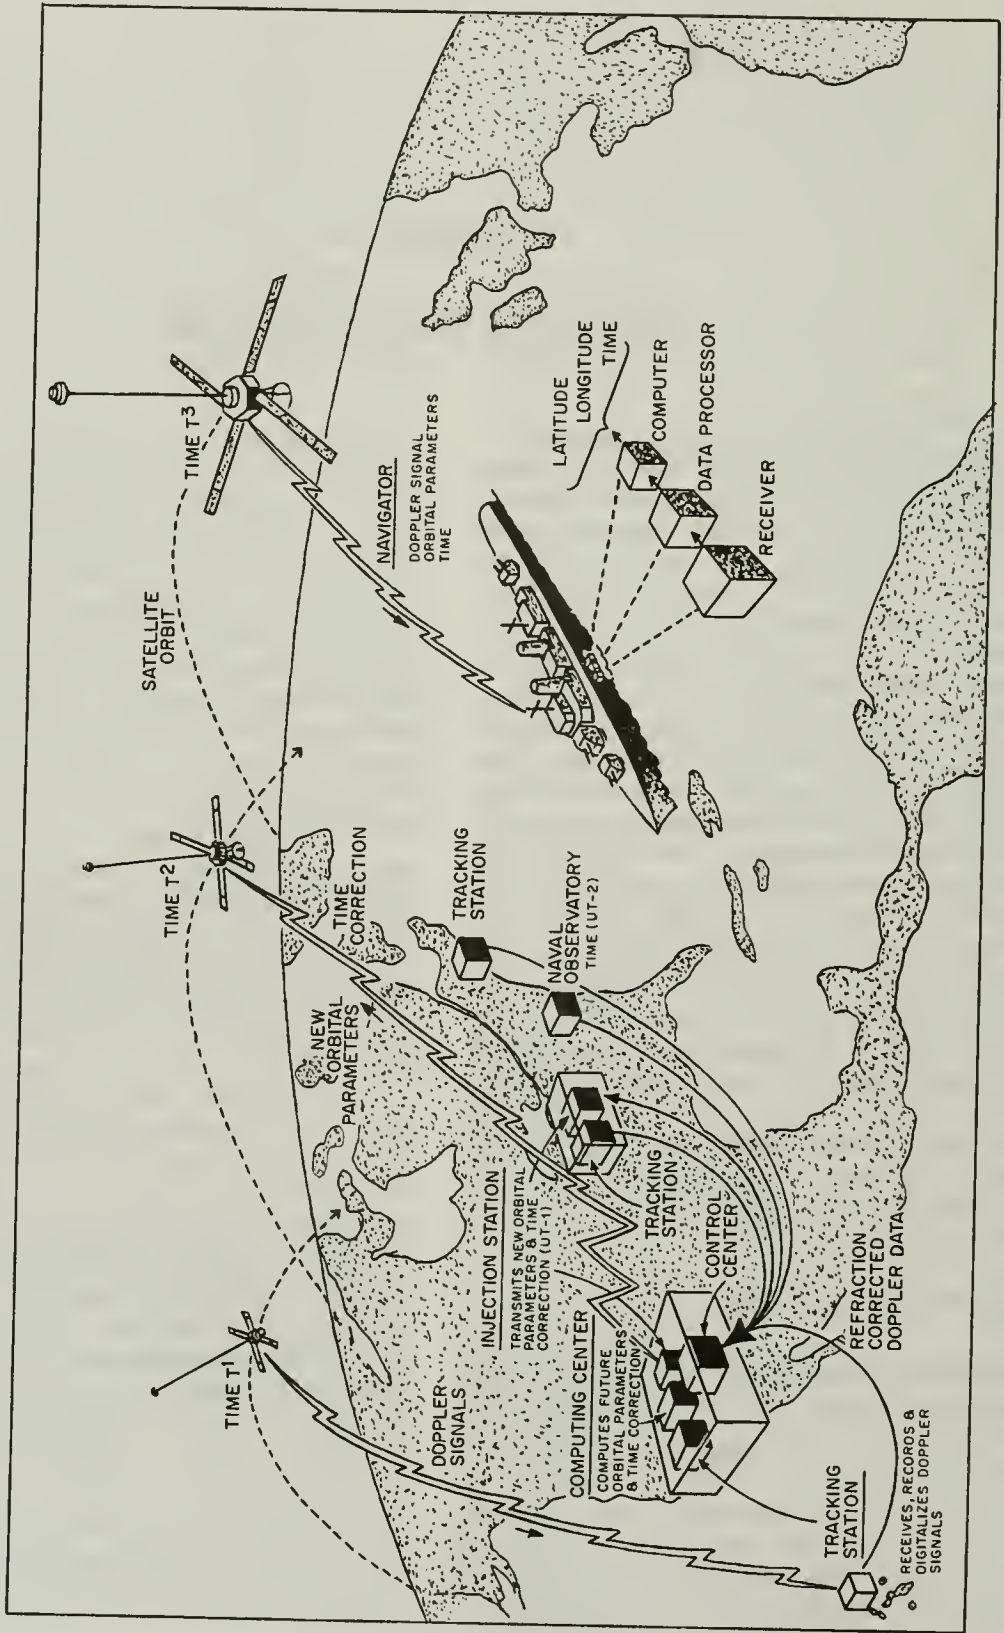 TIME T1
TIME T2
TIME T3
SATELLITE
ORBIT
DOPPLER
SIGNALS
NEW
ORBITAL
PARAMETERS
TIME
CORRECTION
NAVIGATOR
DOPPLER SIGNAL
ORBITAL PARAMETERS
TIME
INJECTION STATION
TRANSMITS NEW ORBITAL
PARAMETERS & TIME
CORRECTION (UT-1)
TRACKING
STATION
NAVAL
OBSERVATORY
TIME (UT-2)
COMPUTING CENTER
COMPUTES FUTURE
ORBITAL PARAMETERS
& TIME CORRECTION
TRACKING
STATION
CONTROL
CENTER
LATITUDE
LONGITUDE
TIME
COMPUTER
DATA PROCESSOR
RECEIVER
TRACKING
STATION
RECEIVES, RECORDS &
DIGITALIZES DOPPLER
SIGNALS
REFRACTION
CORRECTED
DOPPLER DATA